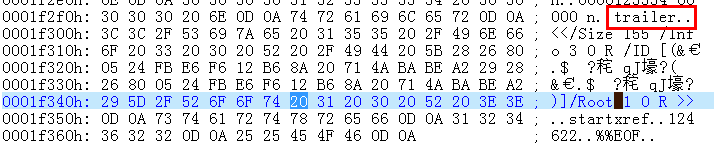 0001f2f0h: 30 30 30 20 6E 0D 0A 74 72 61 69 6C 65 72 0D 0A ; 000 n. trailer..
0001f300h: 3C 3C 2F 53 69 7A 65 20 31 35 35 20 2F 49 6E 66 ; <</Size 155 /Inf
0001f310h: 6F 20 33 20 30 20 52 20 2F 49 44 20 5B 28 26 80 ; o 3 0 R /ID [(&€
0001f320h: 05 24 FB E6 F6 12 B6 8A 20 71 4A BA BE A2 29 28 ; .$ ?秏 qJ壕?(
0001f330h: 26 80 05 24 FB E6 F6 12 B6 8A 20 71 4A BA BE A2 ; &€.$ ?秏 qJ壕?
0001f340h: 29 5D 2F 52 6F 6F 74 20 31 20 30 20 52 20 3E 3E ; )]/Root 1 0 R >>
0001f350h: 0D 0A 73 74 61 72 74 78 72 65 66 0D 0A 31 32 34 ; ..startxref..124
0001f360h: 36 32 32 0D 0A 25 25 45 4F 46 0D 0A ; 622..%%EOF..